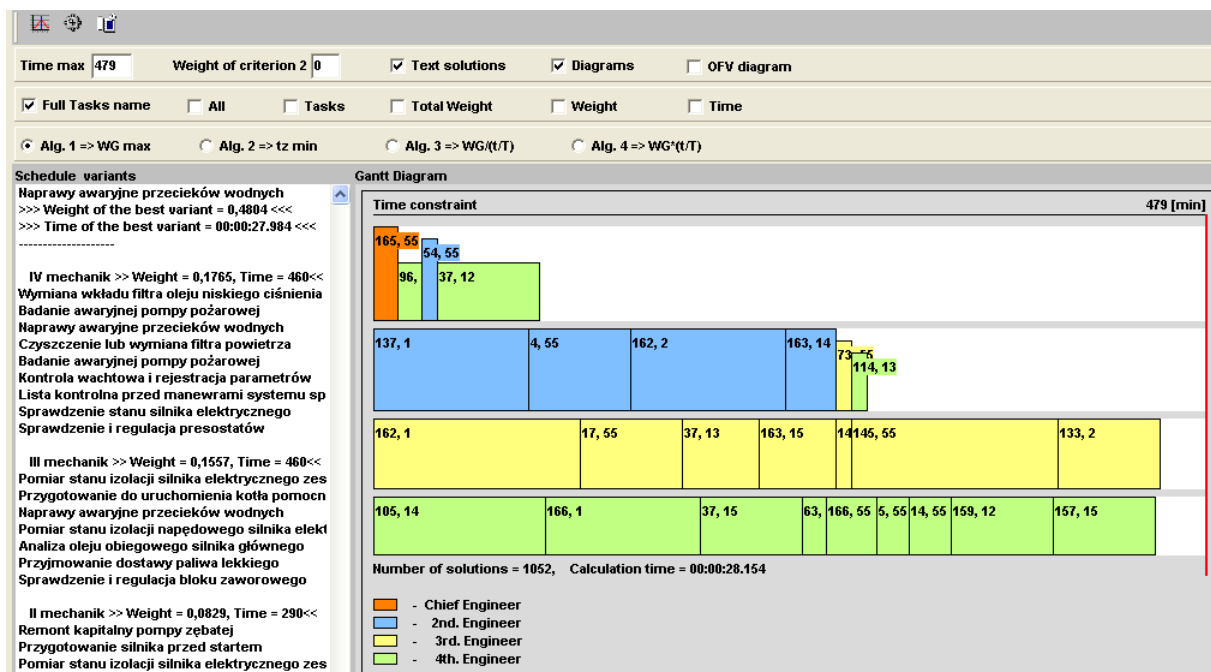 Time max 479 Weight of criterion 2 0 Text solutions Diagrams OFV diagram
Full Tasks name All Tasks Total Weight Weight Time
Alg. 1 => WG max Alg. 2 => tz min Alg. 3 => WG/(t/T) Alg. 4 => WG*(t/T)
Schedule variants
Naprawy awaryjne przecieków wodnych
>>> Weight of the best variant = 0,4804 <<<
>>> Time of the best variant = 00:00:27.984 <<<
--------------------
IV mechanik >> Weight = 0,1765, Time = 460<<
Wymiana wkładu filtra oleju niskiego ciśnienia
Badanie awaryjnej pompy pożarowej
Naprawy awaryjne przecieków wodnych
Czyszczenie lub wymiana filtra powietrza
Badanie awaryjnej pompy pożarowej
Kontrola wachtowa i rejestracja parametrów
Lista kontrolna przed manewrami systemu sp
Sprawdzenie stanu silnika elektrycznego
Sprawdzenie i regulacja presostatów
III mechanik >> Weight = 0,1557, Time = 460<<
Pomiar stanu izolacji silnika elektrycznego zes
Przygotowanie do uruchomienia kotła pomocn
Naprawy awaryjne przecieków wodnych
Pomiar stanu izolacji napędowego silnika elekt
Analiza oleju obiegowego silnika głównego
Przyjmowanie dostawy paliwa lekkiego
Sprawdzenie i regulacja bloku zaworowego
II mechanik >> Weight = 0,0829, Time = 290<<
Remont kapitalny pompy zębatej
Przygotowanie silnika przed startem
Pomiar stanu izolacji silnika elektrycznego zes
Gantt Diagram
Time constraint 479 [min]
165, 55
54, 55
96, 37, 12
137, 1 4, 55 162, 2 163, 14
73, 55
114, 13
162, 1 17, 55 37, 13 163, 15 14 145, 55 133, 2
105, 14 166, 1 37, 15 63, 166, 55 5, 55 14, 55 159, 12 157, 15
Number of solutions = 1052, Calculation time = 00:00:28.154
- Chief Engineer
- 2nd. Engineer
- 3rd. Engineer
- 4th. Engineer